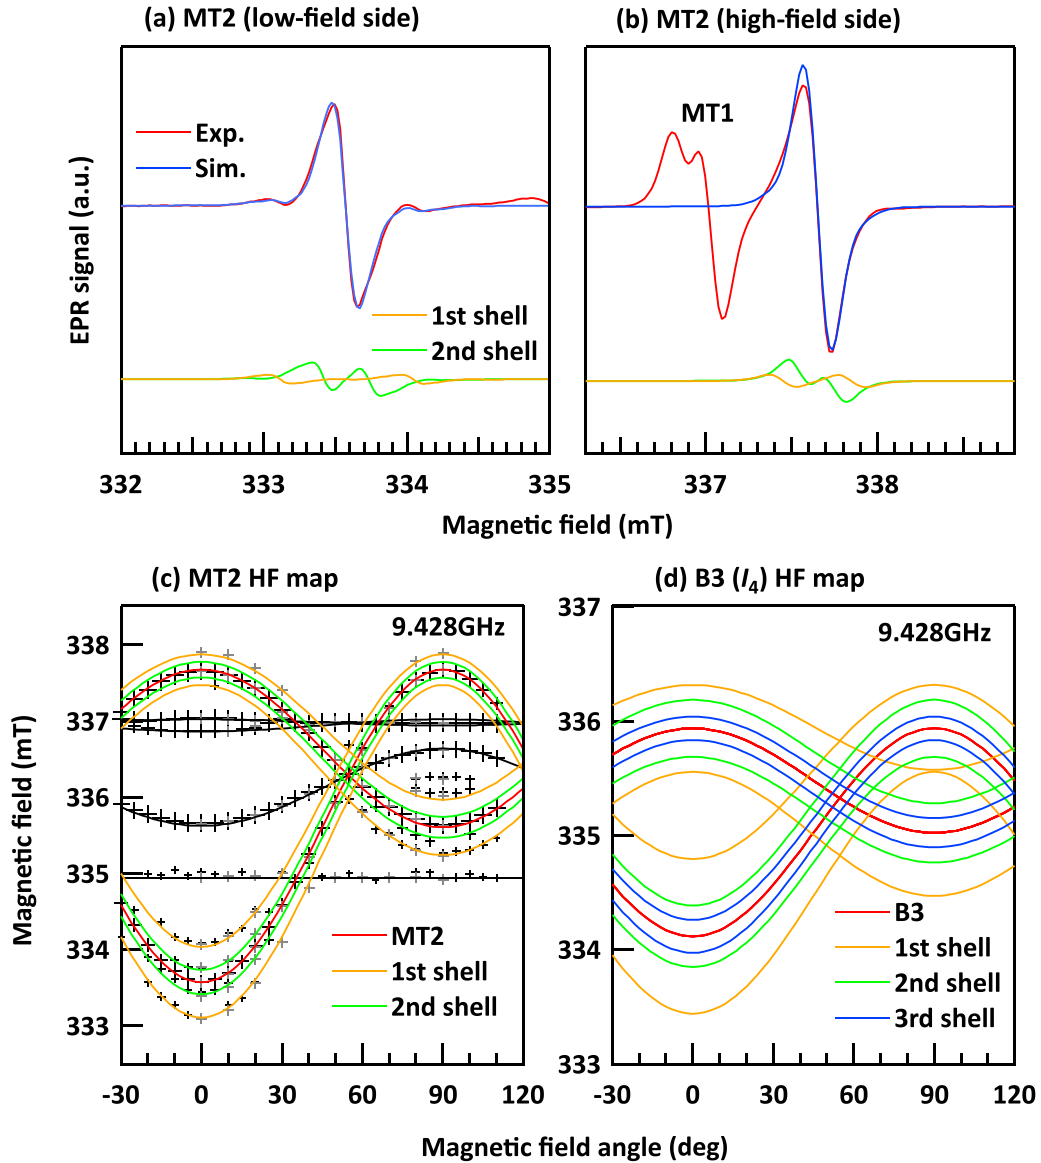 (a) MT2 (low-field side)
(b) MT2 (high-field side)
EPR signal (a.u.)
Exp.
Sim.
MT1
1st shell
2nd shell
332
333
334
335
337
338
Magnetic field (mT)
(c) MT2 HF map
(d) B3 (I4) HF map
9.428GHz
9.428GHz
Magnetic field (mT)
338
337
336
335
334
333
337
336
335
334
333
MT2
1st shell
2nd shell
B3
1st shell
2nd shell
3rd shell
-30
0
30
60
90
120
-30
0
30
60
90
120
Magnetic field angle (deg)